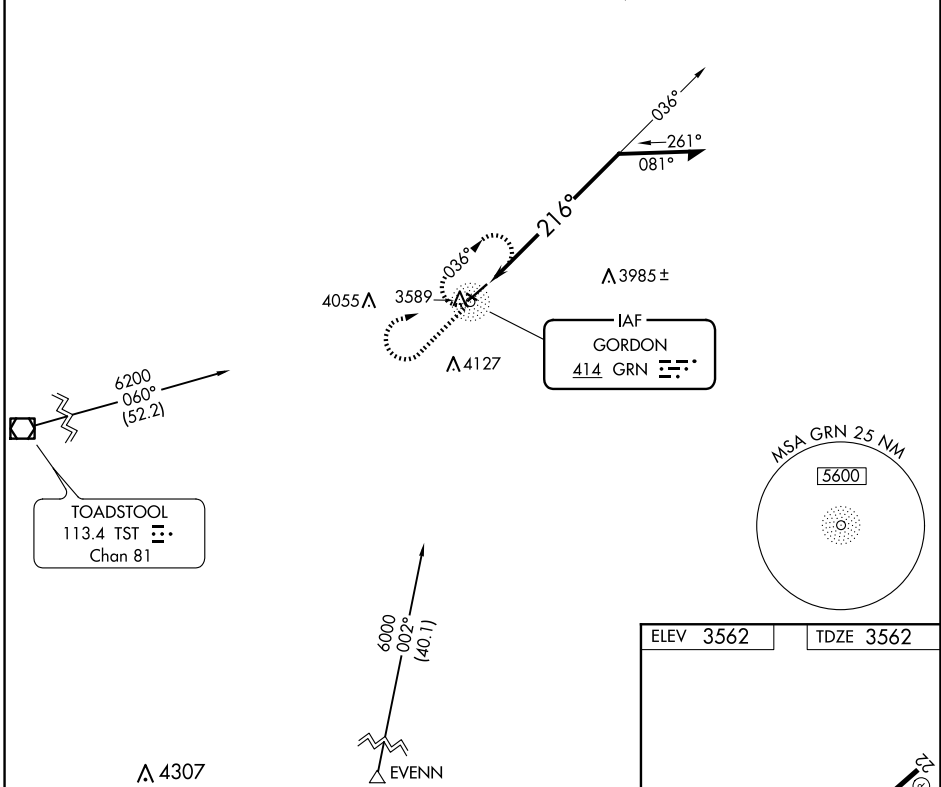 036°
261°
081°
216°
036°
3985 ±
4055
3589
IAF
GORDON
414 GRN
4127
6200
060°
(52.2)
MSA GRN 25 NM
5600
TOADSTOOL
113.4 TST
Chan 81
6000
002°
(40.1)
ELEV 3562
TDZE 3562
4307
EVENN
22
R